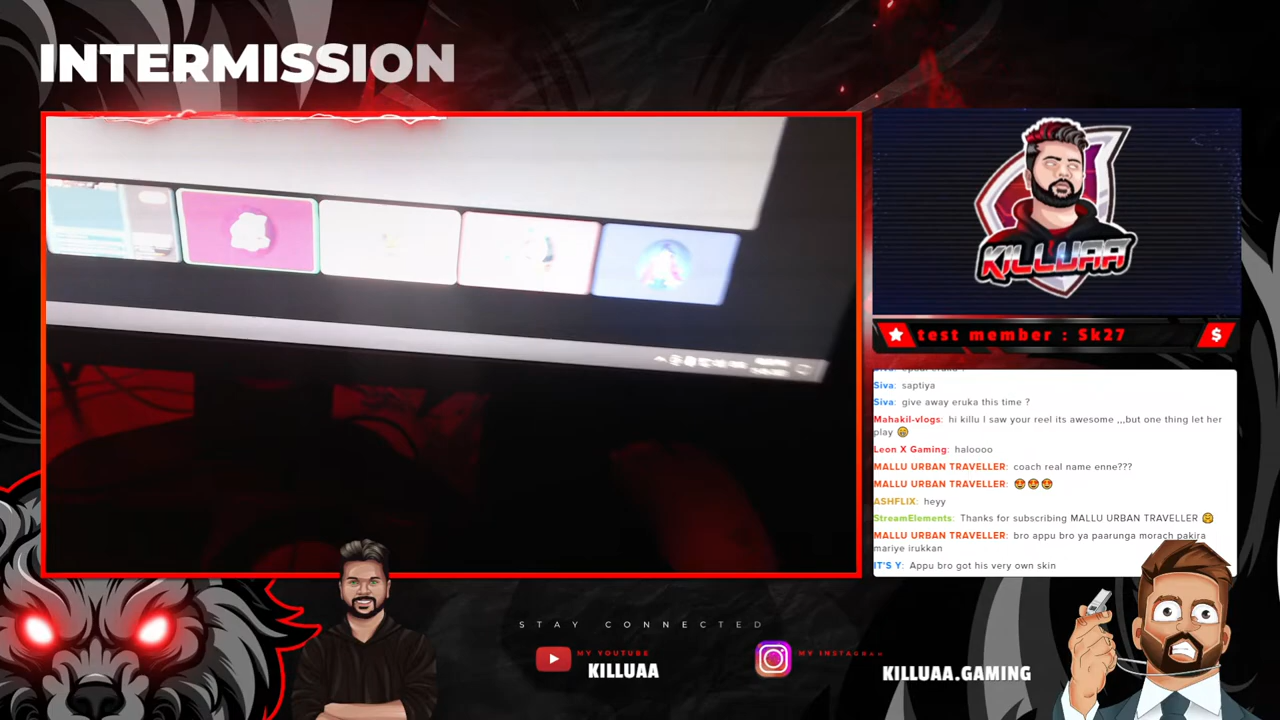 INTERMISSION
KILLUAA
test member : Sk27
$
Siva: saptiya
Siva: give away eruka this time ?
Mahakil-vlogs: hi killu I saw your reel its awesome ,,,but one thing let her
play 😁
Leon X Gaming: haloooo
MALLU URBAN TRAVELLER: coach real name enne???
MALLU URBAN TRAVELLER: 😍😍😍
ASHFLIX: heyy
StreamElements: Thanks for subscribing MALLU URBAN TRAVELLER 🤗
MALLU URBAN TRAVELLER: bro appu bro ya paarunga morach pakira
mariye irukkan
IT'S Y: Appu bro got his very own skin
STAY CONNECTED
MY YOUTUBE
KILLUAA
MY INSTAGRAM
KILLUAA.GAMING